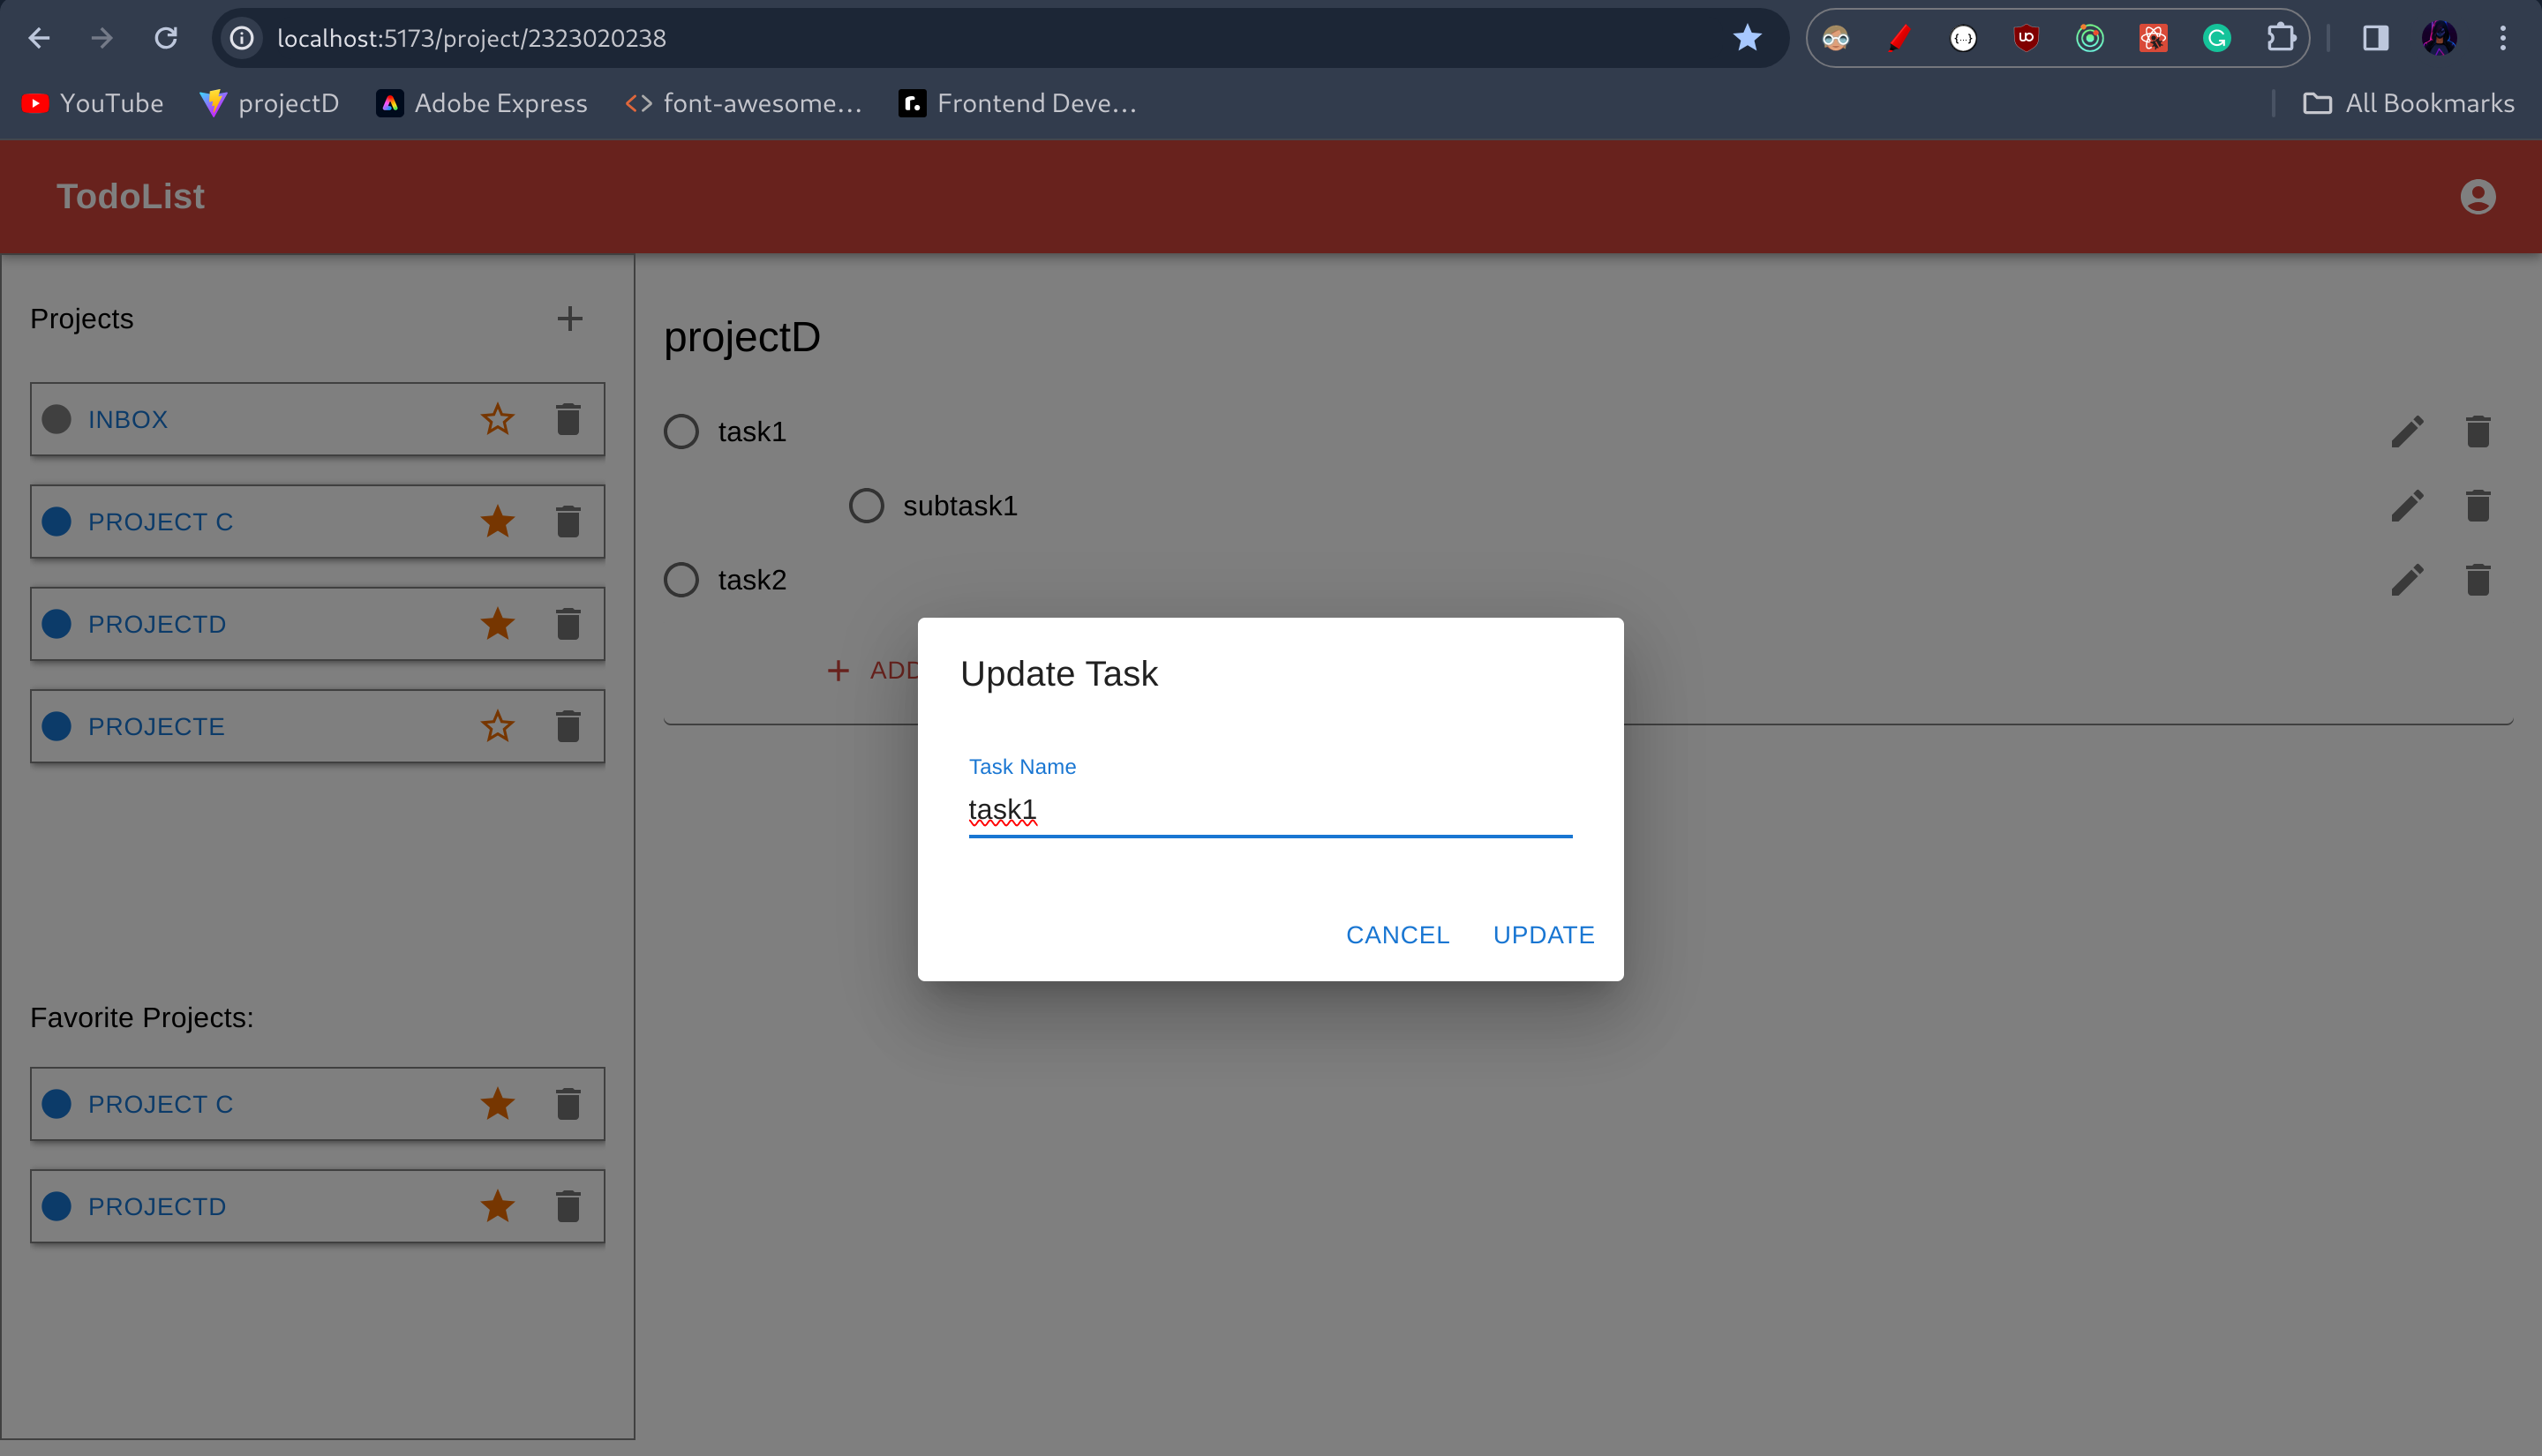 localhost:5173/project/2323020238
YouTube projectD Adobe Express font-awesome... Frontend Deve... All Bookmarks
TodoList
Projects
INBOX
PROJECT C
PROJECTD
PROJECTE
Favorite Projects:
PROJECT C
PROJECTD
projectD
task1
subtask1
task2
ADD
Update Task
Task Name
task1
CANCEL UPDATE